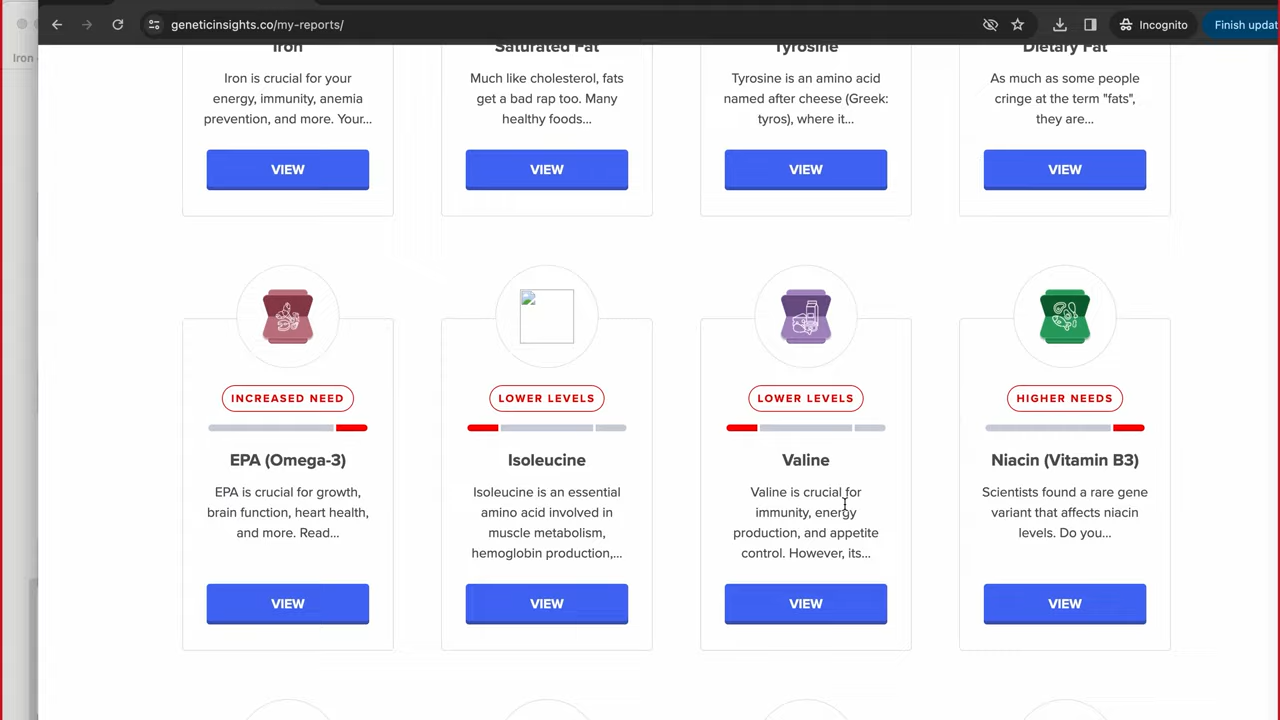 geneticinsights.co/my-reports/
Incognito
Finish updat
Iron
Iron
Saturated Fat
Tyrosine
Dietary Fat
Iron is crucial for your
energy, immunity, anemia
prevention, and more. Your...
Much like cholesterol, fats
get a bad rap too. Many
healthy foods...
Tyrosine is an amino acid
named after cheese (Greek:
tyros), where it...
As much as some people
cringe at the term "fats",
they are...
VIEW
VIEW
VIEW
VIEW
INCREASED NEED
EPA (Omega-3)
EPA is crucial for growth,
brain function, heart health,
and more. Read...
VIEW
LOWER LEVELS
Isoleucine
Isoleucine is an essential
amino acid involved in
muscle metabolism,
hemoglobin production,...
VIEW
LOWER LEVELS
Valine
Valine is crucial for
immunity, energy
production, and appetite
control. However, its...
VIEW
HIGHER NEEDS
Niacin (Vitamin B3)
Scientists found a rare gene
variant that affects niacin
levels. Do you...
VIEW